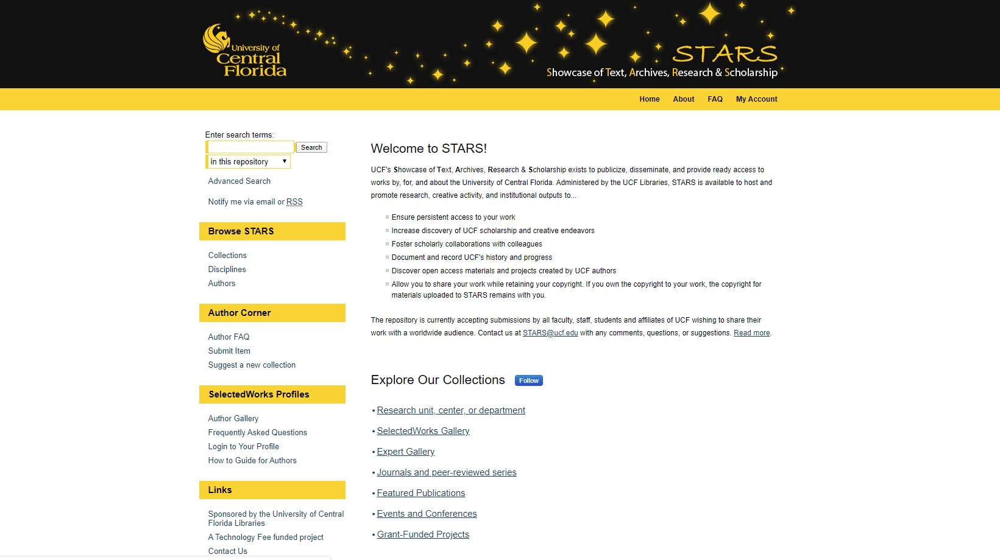 University of
Central
Florida
STARS
Showcase of Text, Archives, Research & Scholarship
Home About FAQ My Account
Enter search terms:
Search
in this repository
Advanced Search
Notify me via email or RSS
Browse STARS
Collections
Disciplines
Authors
Author Corner
Author FAQ
Submit Item
Suggest a new collection
SelectedWorks Profiles
Author Gallery
Frequently Asked Questions
Login to Your Profile
How to Guide for Authors
Links
Sponsored by the University of Central
Florida Libraries
A Technology Fee funded project
Contact Us
Welcome to STARS!
UCF's Showcase of Text, Archives, Research & Scholarship exists to publicize, disseminate, and provide ready access to
works by, for, and about the University of Central Florida. Administered by the UCF Libraries, STARS is available to host and
promote research, creative activity, and institutional outputs to...
Ensure persistent access to your work
Increase discovery of UCF scholarship and creative endeavors
Foster scholarly collaborations with colleagues
Document and record UCF's history and progress
Discover open access materials and projects created by UCF authors
Allow you to share your work while retaining your copyright. If you own the copyright to your work, the copyright for
materials uploaded to STARS remains with you.
The repository is currently accepting submissions by all faculty, staff, students and affiliates of UCF wishing to share their
work with a worldwide audience. Contact us at STARS@ucf.edu with any comments, questions, or suggestions. Read more.
Explore Our Collections Follow
• Research unit, center, or department
• SelectedWorks Gallery
• Expert Gallery
• Journals and peer-reviewed series
• Featured Publications
• Events and Conferences
• Grant-Funded Projects